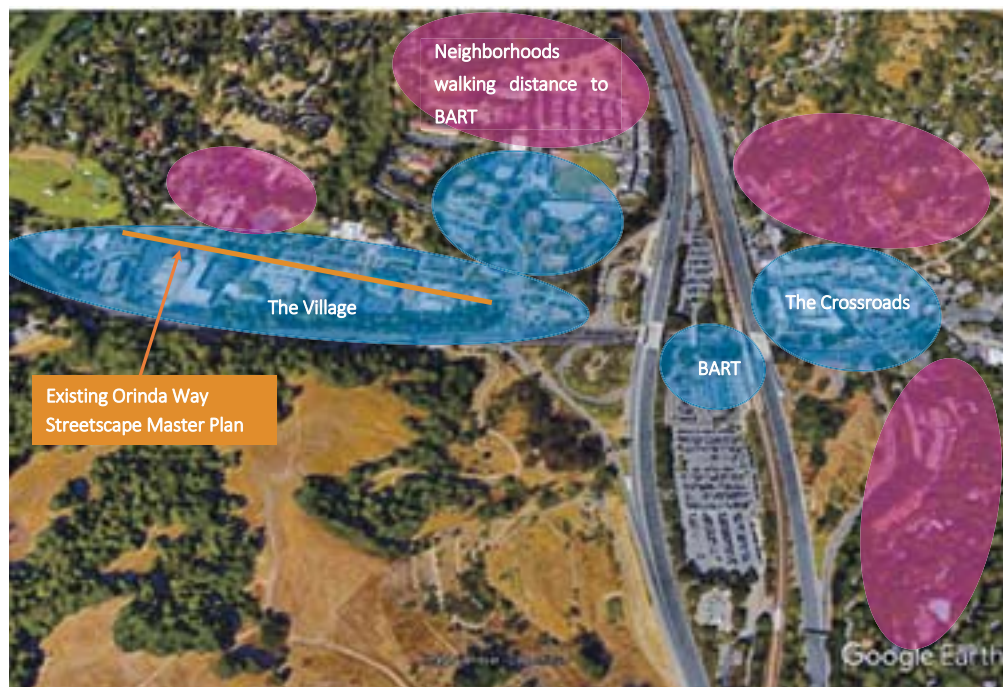 Neighborhoods
walking distance to
BART
The Village
The Crossroads
BART
Existing Orinda Way
Streetscape Master Plan
Google Earth